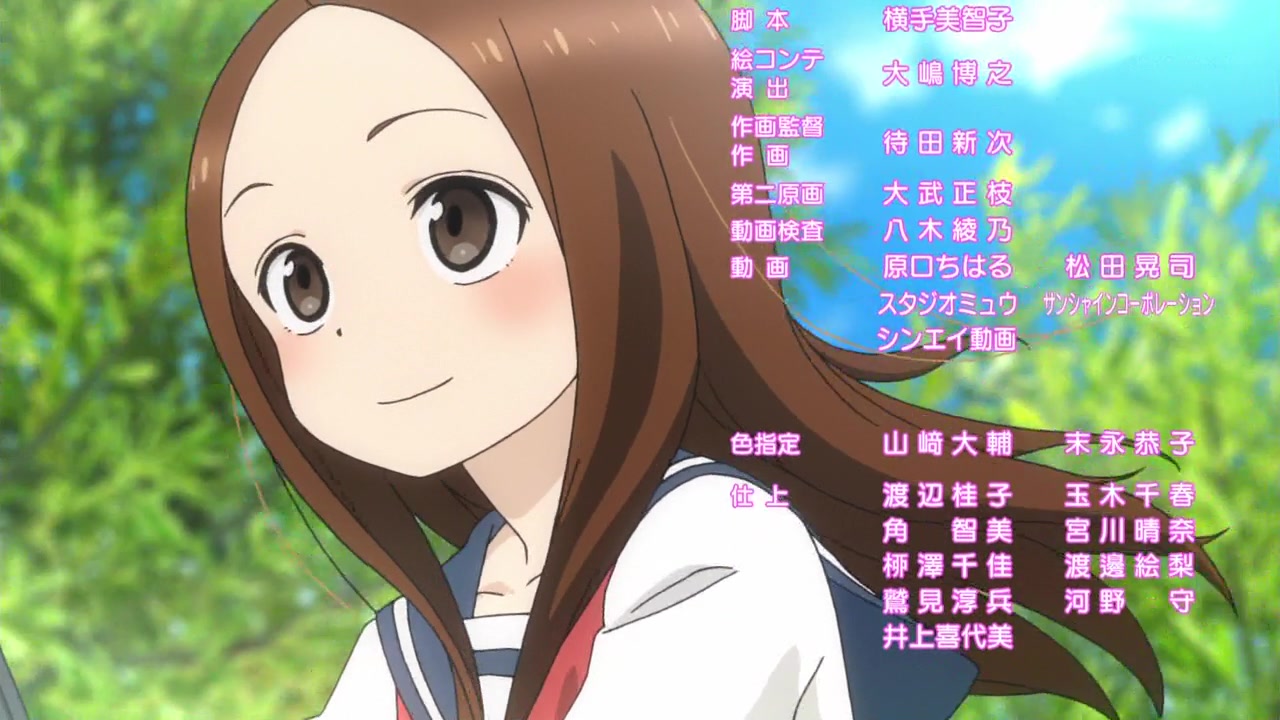 脚本 横手美智子
絵コンテ
演出 大嶋博之
作画監督
作画 待田新次
第二原画 大武正枝
動画検査 八木綾乃
動画 原口ちはる 松田晃司
スタジオミュウ サンシャインコーポレーション
シンエイ動画
色指定 山﨑大輔 末永恭子
仕上 渡辺桂子 玉木千春
角 智美 宮川晴奈
栁澤千佳 渡邊絵梨
鷲見淳兵 河野 守
井上喜代美